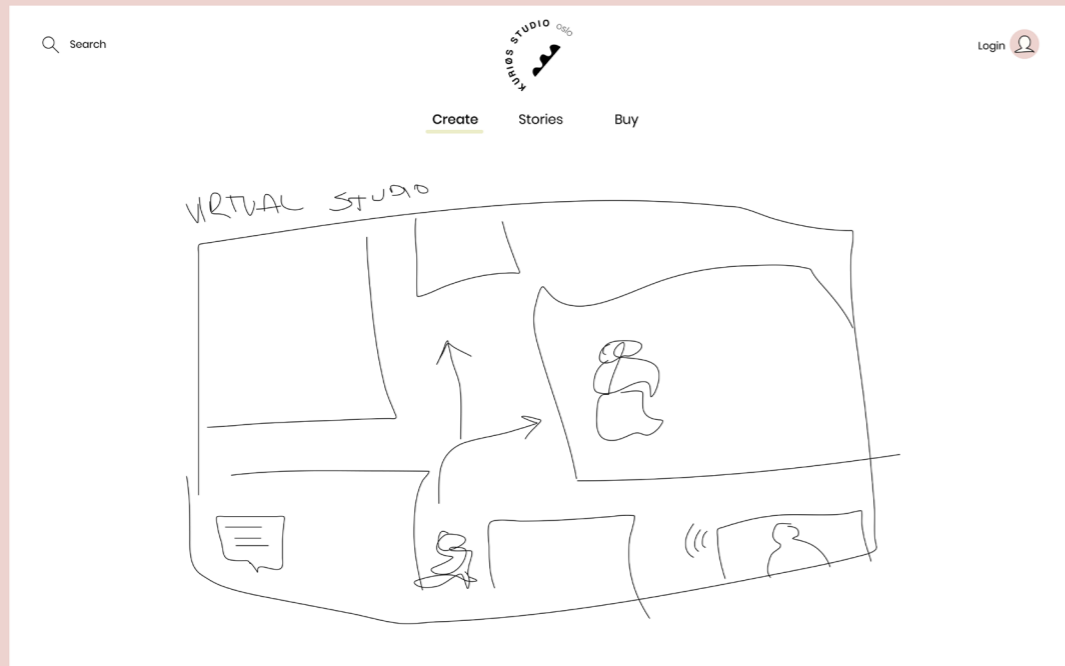 Search
KURIØS STUDIO oslo
Login
Create Stories Buy
VIRTUAL STUDIO